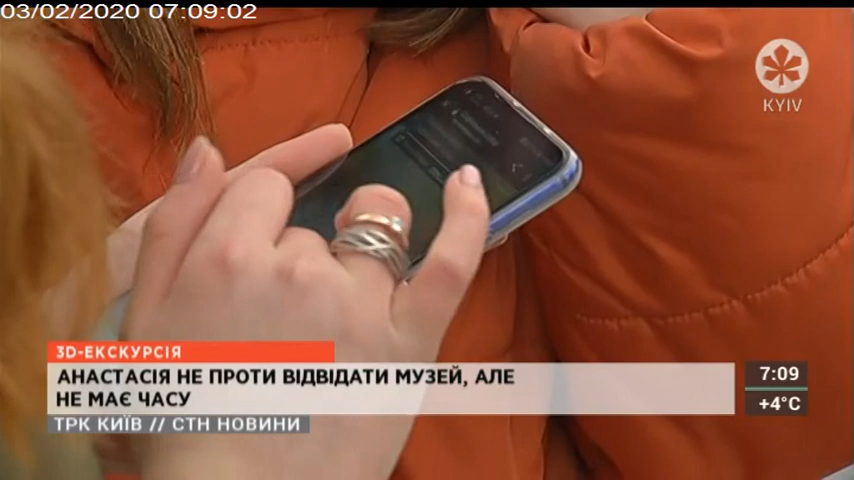 03/02/2020 07:09:02
KYIV
3D-ЕКСКУРСІЯ
АНАСТАСІЯ НЕ ПРОТИ ВІДВІДАТИ МУЗЕЙ, АЛЕ
НЕ МАЄ ЧАСУ
ТРК КИЇВ // СТН НОВИНИ
7:09
+4°C